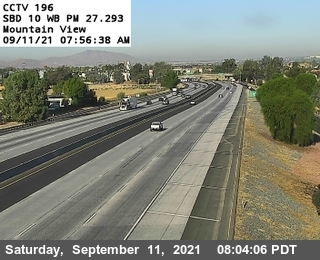 CCTV 196
SBD 10 WB PM 27.293
Mountain View
09/11/21 07:56:38 AM
Saturday, September 11, 2021 08:04:06 PDT